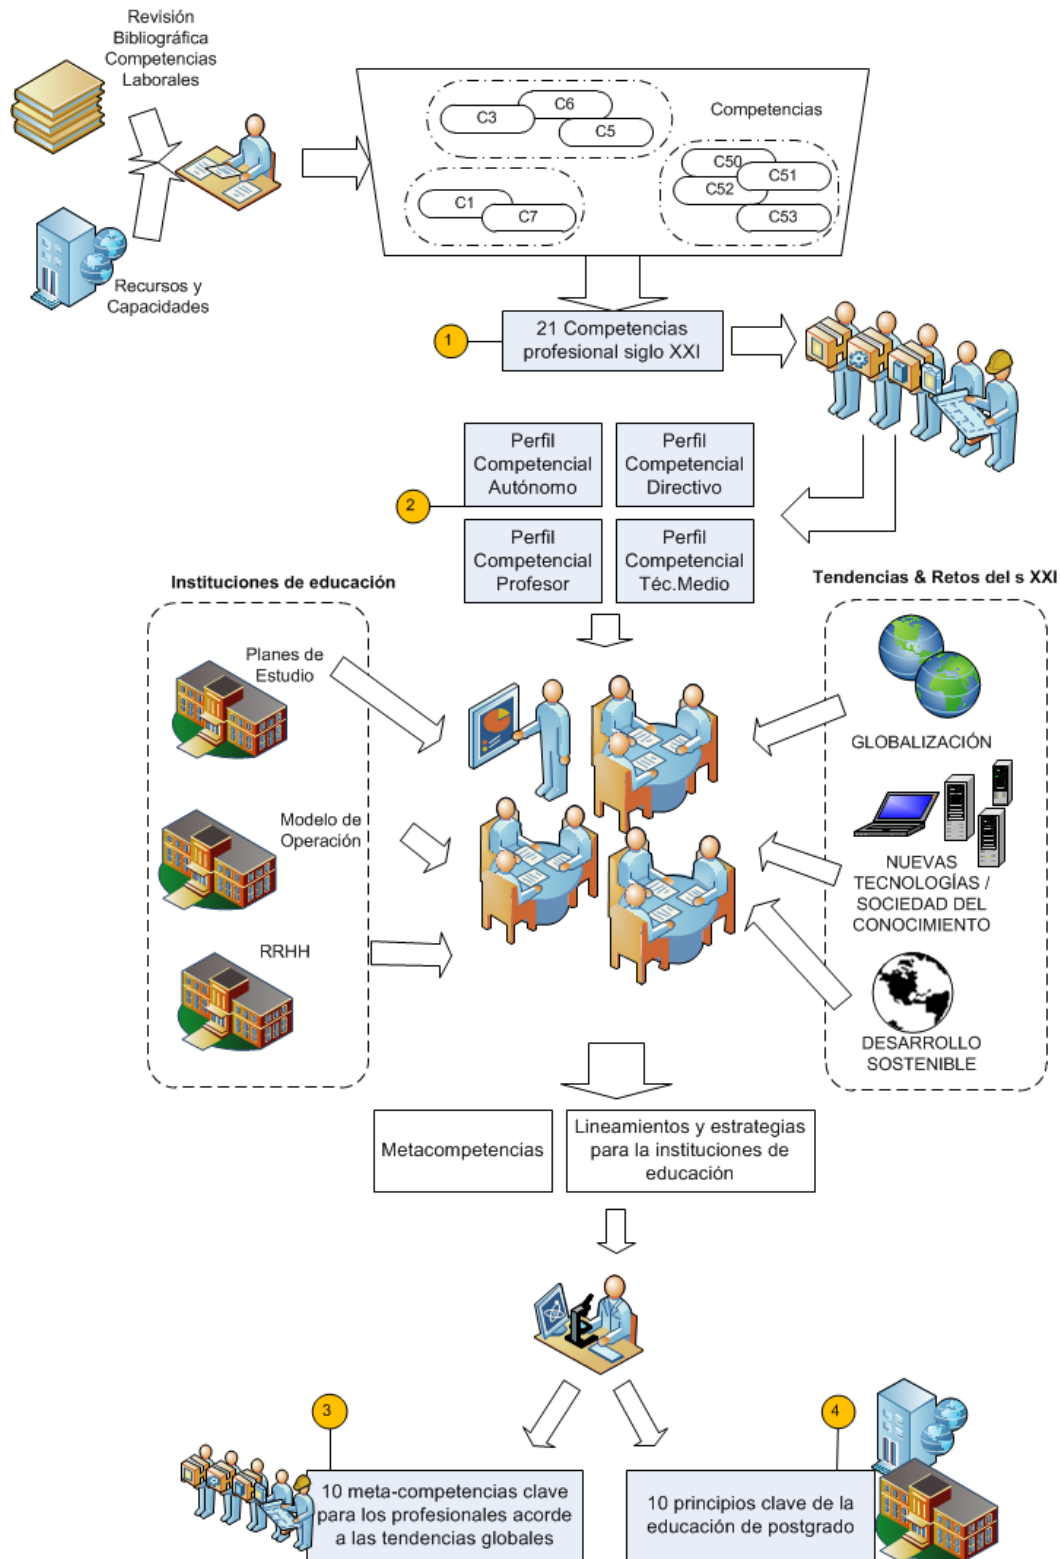 Revisión
Bibliográfica
Competencias
Laborales
Recursos y
Capacidades
Competencias
C3
C6
C5
C1
C7
C50
C51
C52
C53
1
21 Competencias
profesional siglo XXI
2
Perfil
Competencial
Autónomo
Perfil
Competencial
Directivo
Perfil
Competencial
Profesor
Perfil
Competencial
Téc.Medio
Instituciones de educación
Planes de
Estudio
Modelo de
Operación
RRHH
Tendencias & Retos del s XXI
GLOBALIZACIÓN
NUEVAS
TECNOLOGÍAS /
SOCIEDAD DEL
CONOCIMIENTO
DESARROLLO
SOSTENIBLE
Metacompetencias
Lineamientos y estrategias
para la instituciones de
educación
3
10 meta-competencias clave
para los profesionales acorde
a las tendencias globales
4
10 principios clave de la
educación de postgrado